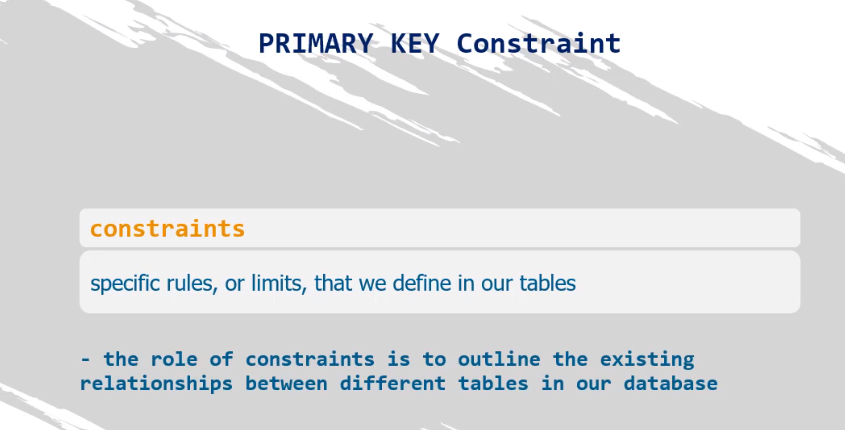 PRIMARY KEY Constraint
constraints
specific rules, or limits, that we define in our tables
- the role of constraints is to outline the existing
relationships between different tables in our database